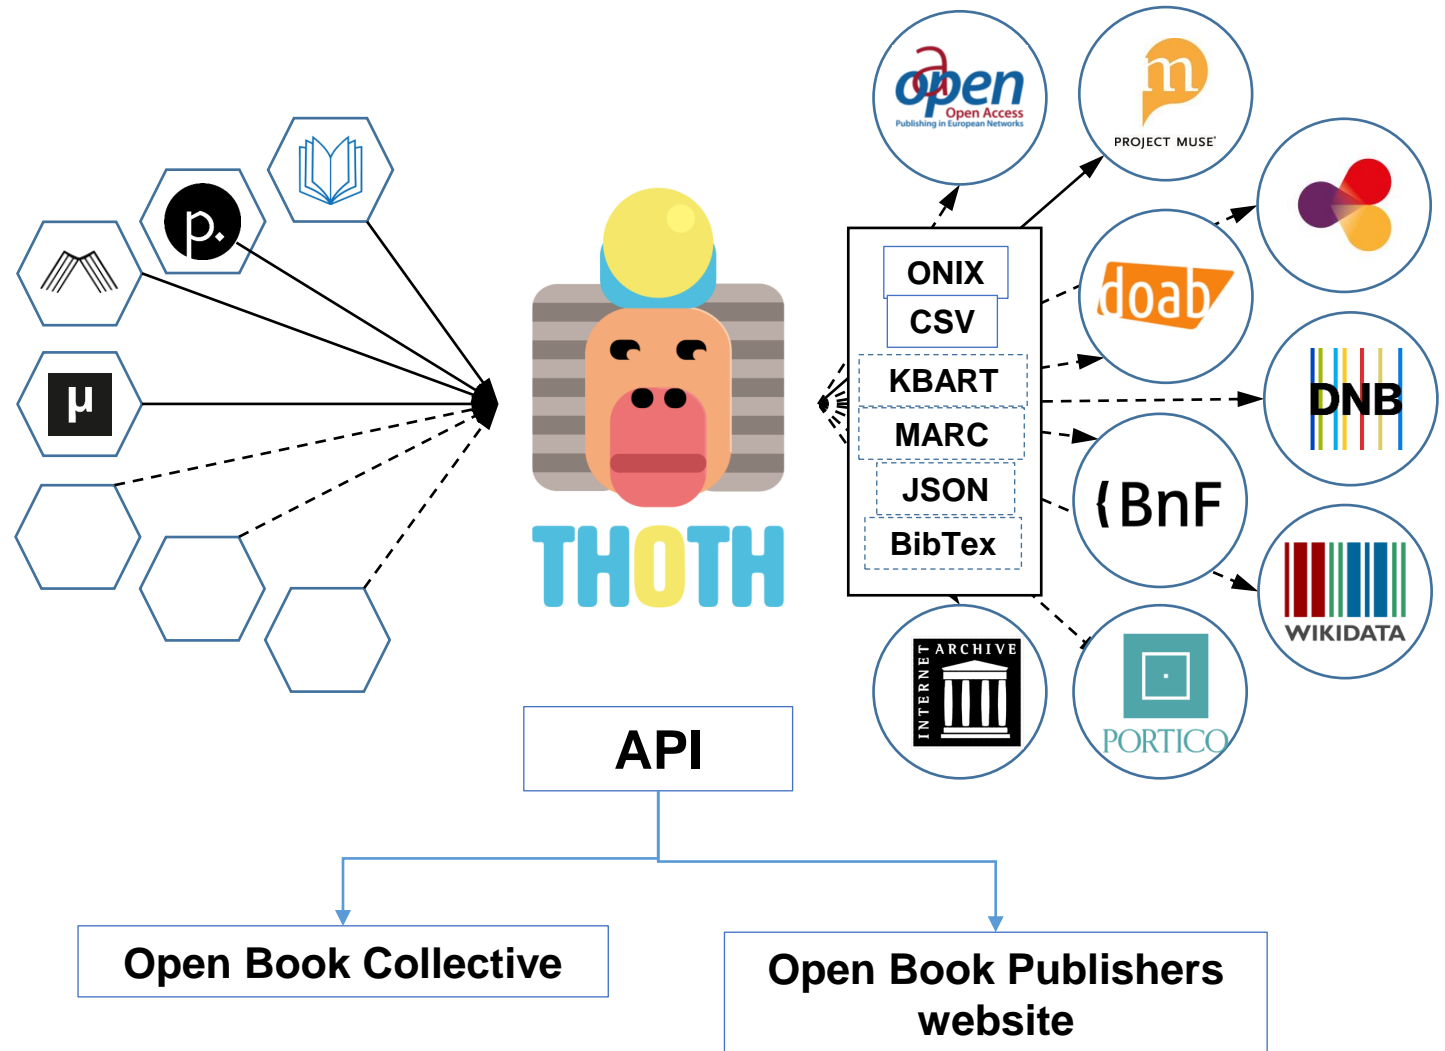 open
Open Access
Publishing in European Networks
m
PROJECT MUSE®
p.
μ
THOTH
ONIX
CSV
KBART
MARC
JSON
BibTex
doab
DNB
{BnF
WIKIDATA
INTERNET
ARCHIVE
PORTICO
API
Open Book Collective
Open Book Publishers
website